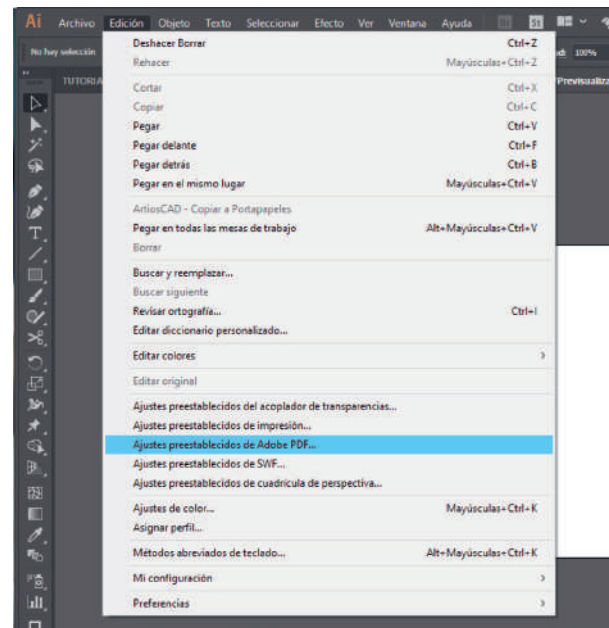 Ai Archivo Edición Objeto Texto Seleccionar Efecto Ver Ventana Ayuda St
No hay selección
100%
TUTORIA
Previsualiza
Deshacer Borrar Ctrl+Z
Rehacer Mayúsculas+Ctrl+Z
Cortar Ctrl+X
Copiar Ctrl+C
Pegar Ctrl+V
Pegar delante Ctrl+F
Pegar detrás Ctrl+B
Pegar en el mismo lugar Mayúsculas+Ctrl+V
ArtiosCAD - Copiar a Portapapeles
Pegar en todas las mesas de trabajo Alt+Mayúsculas+Ctrl+V
Borrar
Buscar y reemplazar...
Buscar siguiente
Revisar ortografía... Ctrl+I
Editar diccionario personalizado...
Editar colores
Editar original
Ajustes preestablecidos del acoplador de transparencias...
Ajustes preestablecidos de impresión...
Ajustes preestablecidos de Adobe PDF...
Ajustes preestablecidos de SWF...
Ajustes preestablecidos de cuadrícula de perspectiva...
Ajustes de color... Mayúsculas+Ctrl+K
Asignar perfil...
Métodos abreviados de teclado... Alt+Mayúsculas+Ctrl+K
Mi configuración
Preferencias